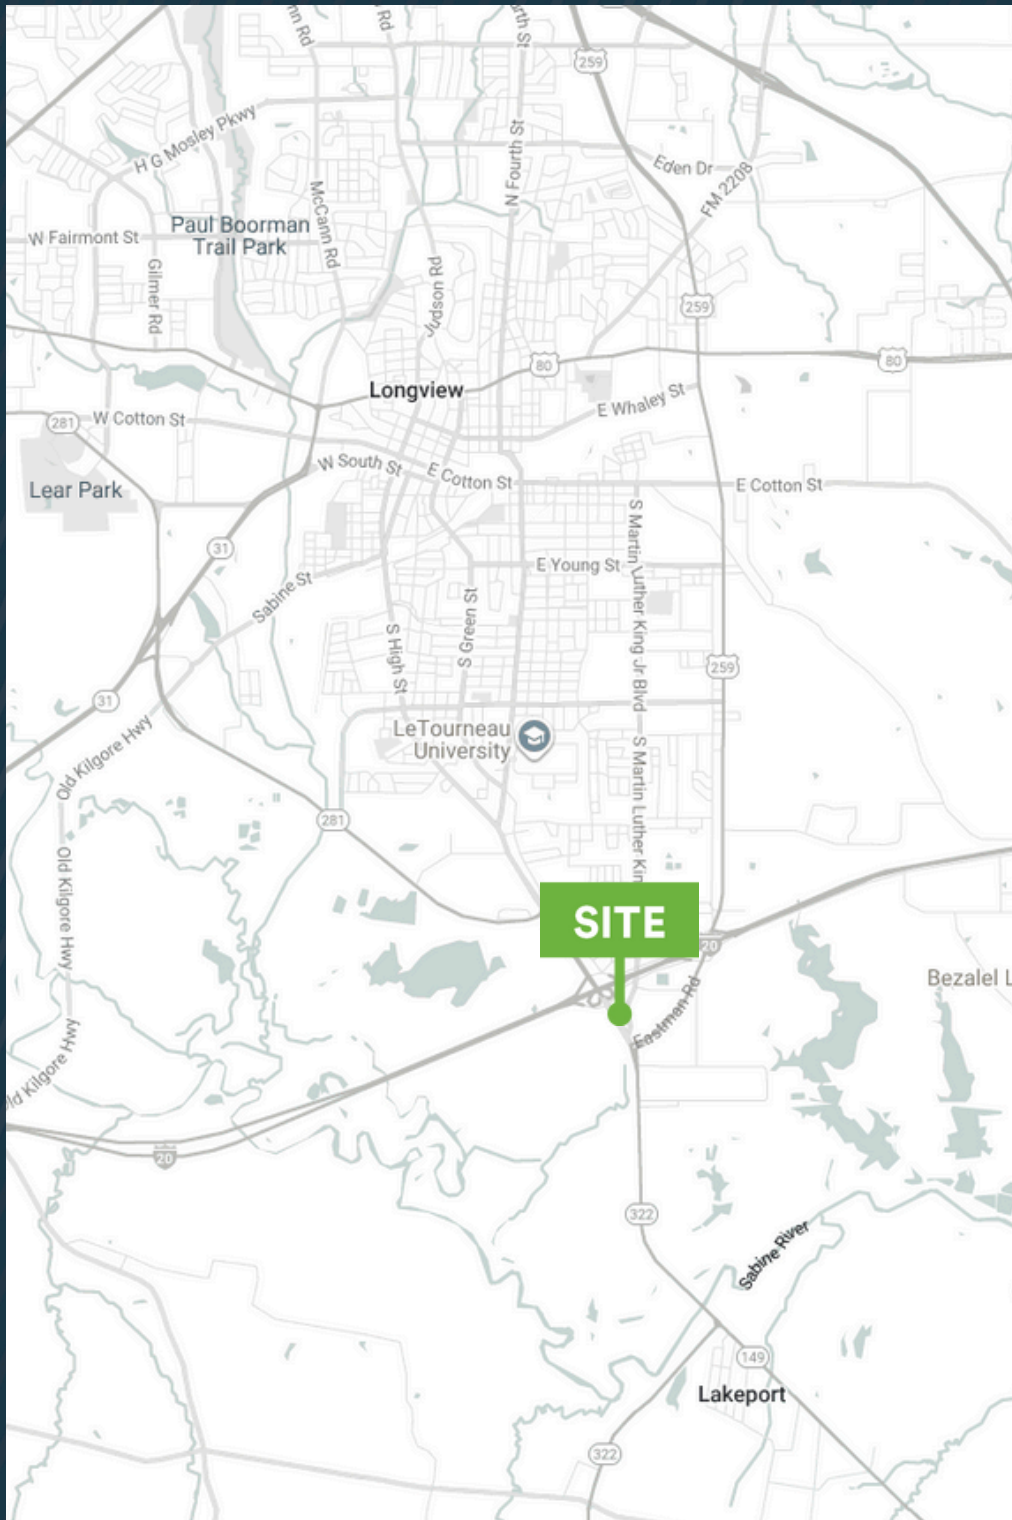 nn Rd
Rd
rth St
259
H G Mosley Pkwy
N Fourth St
Eden Dr
FM 2208
McCann Rd
Paul Boorman
Trail Park
W Fairmont St
Gilmer Rd
Judson Rd
259
80
80
Longview
E Whaley St
281
W Cotton St
W South St
E Cotton St
E Cotton St
Lear Park
S Martin Luther King Jr Blvd
31
E Young St
Sabine St
S Green St
S High St
259
31
LeTourneau
University
Old Kilgore Hwy
S Martin Luther Kin
281
Old Kilgore Hwy
SITE
20
Bezalel L
Eastman Rd
Old Kilgore Hwy
20
322
Sabine River
149
Lakeport
322